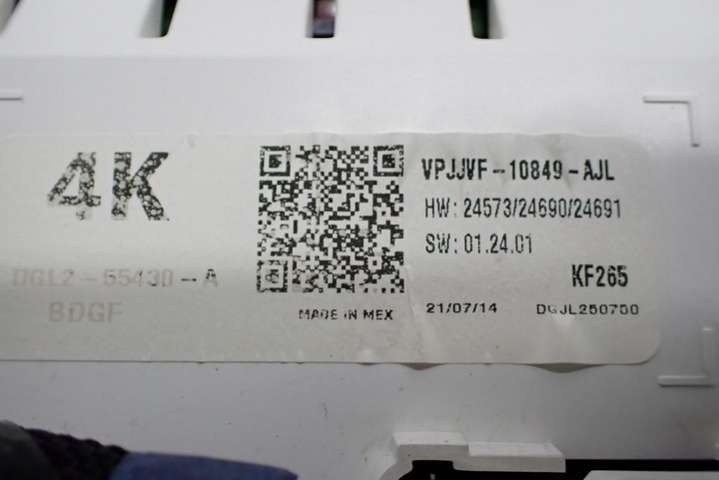 4K
DGL2-55430-A
BDGF
MADE IN MEX
VPJJVF-10849-AJL
HW: 24573/24690/24691
SW: 01.24.01
KF265
21/07/14 DGJL250700